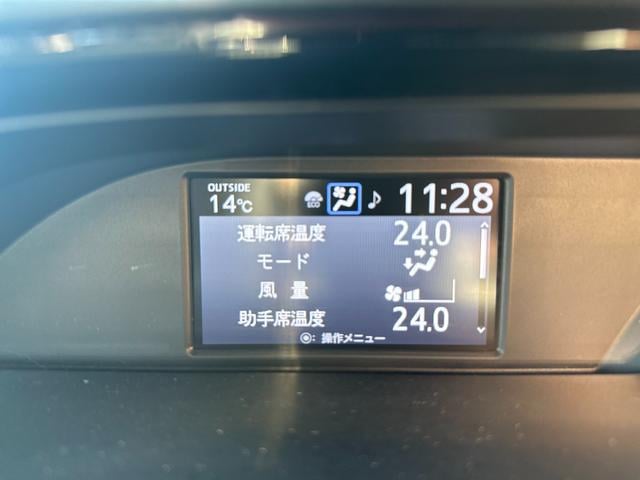 OUTSIDE
14℃ ECO ♪ 11:28
運転席温度 24.0
モード
風量
助手席温度 24.0
◉: 操作メニュー